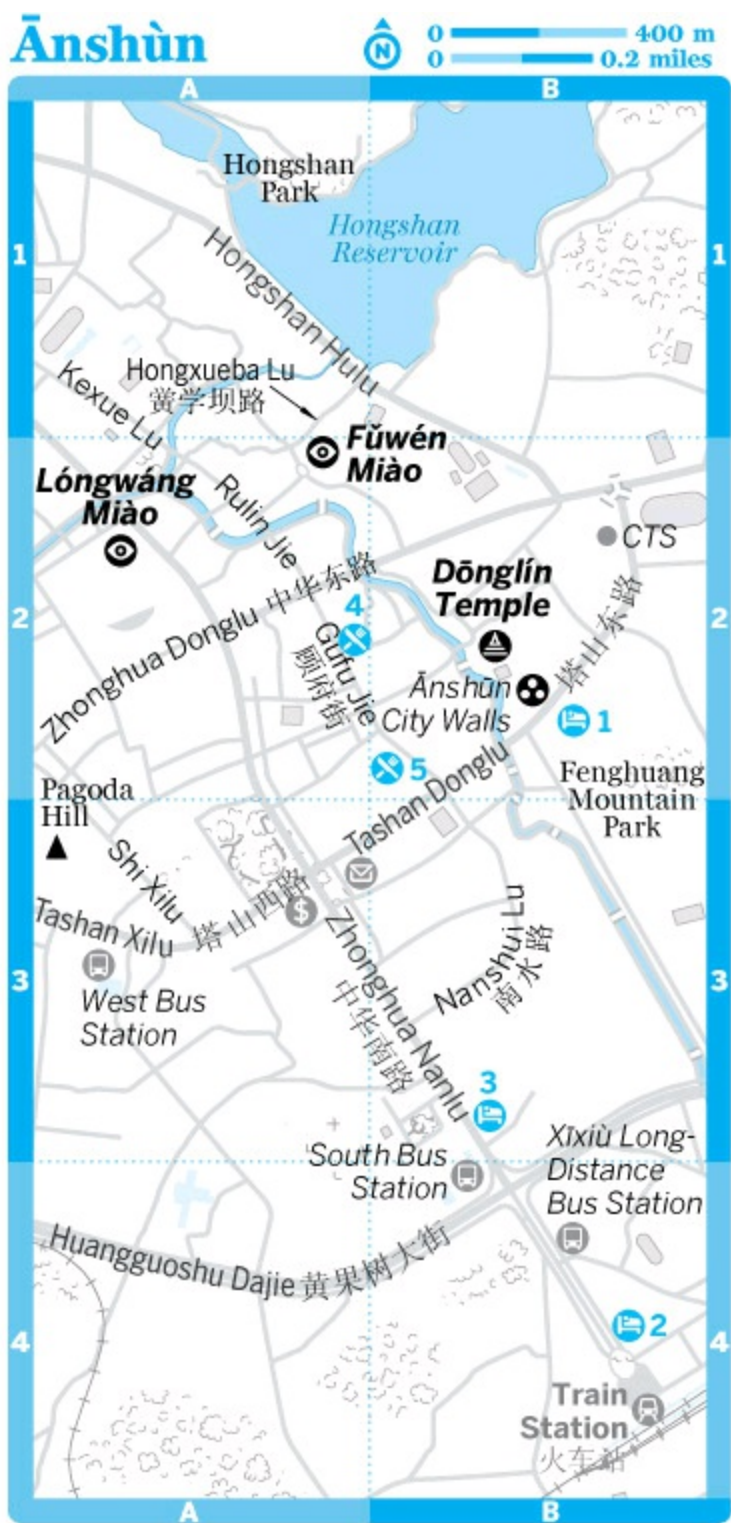 Ānshùn
N
0 400 m
0 0.2 miles
A B
Hongshan
Park
Hongshan
Reservoir
1 1
Hongshan Hulu
Hongxueba Lu
黉学坝路
Kexue Lu
Fǔwén
Miào
Lóngwáng
Miào
Rulin Jie
CTS
Dōnglín
Temple
Zhonghua Donglu 中华东路
2 2
4
Gufu Jie
顾府街
塔山东路
Ānshūn
City Walls
1
5
Tashan Donglu
Fenghuang
Mountain
Park
Pagoda
Hill
Shi Xilu
Tashan Xilu 塔山西路
$
West Bus
Station
Zhonghua Nanlu
中华南路
Nanshui Lu
南水路
3 3
3
South Bus
Station
Xīxiù Long-
Distance
Bus Station
Huangguoshu Dajie 黄果树大街
2
4 4
Train
Station
火车站
A B